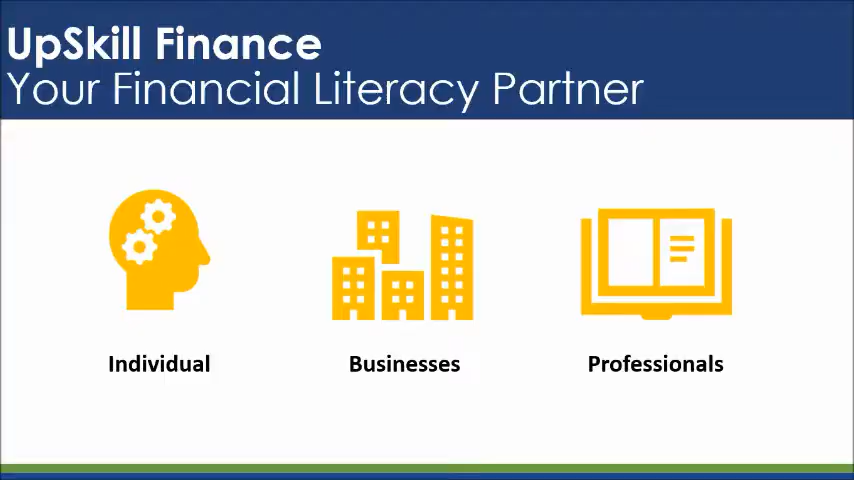 UpSkill Finance
Your Financial Literacy Partner
Individual
Businesses
Professionals